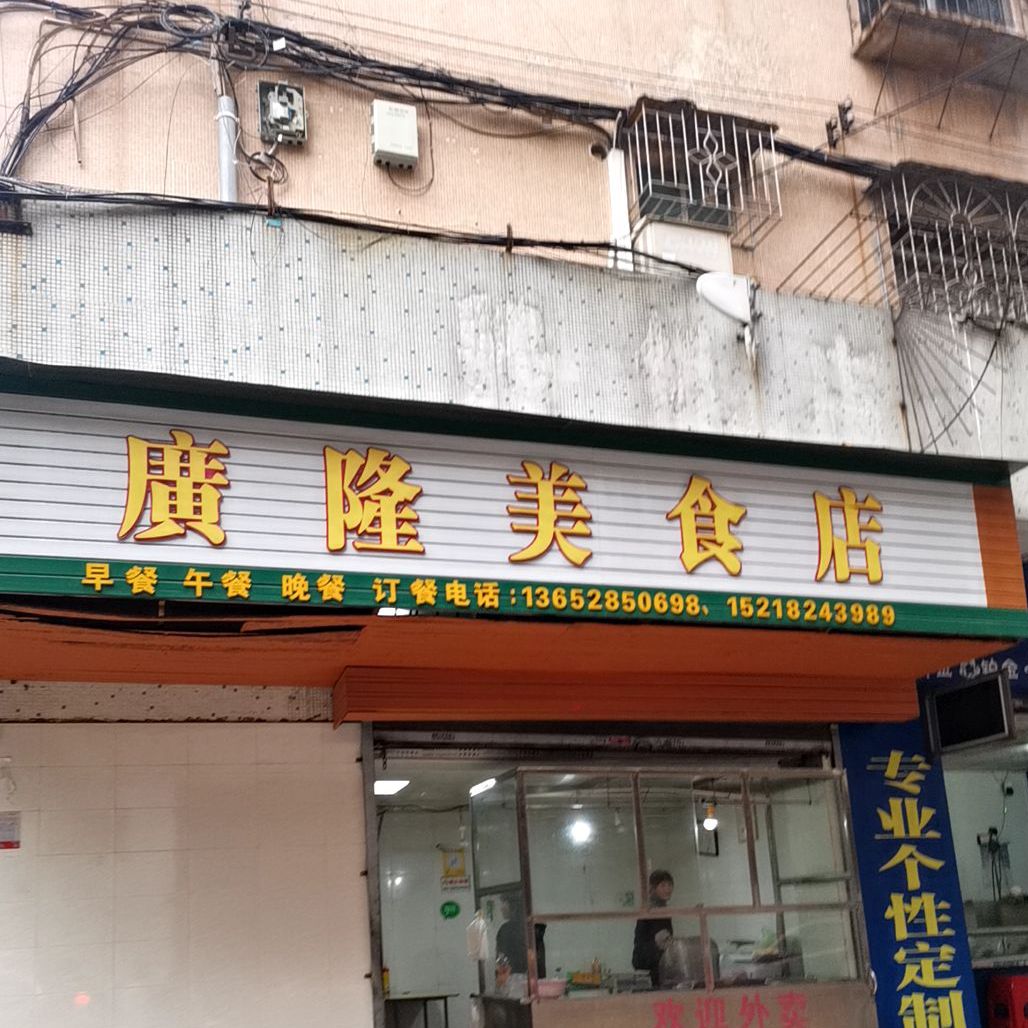 廣隆美食店
早餐 午餐 晚餐 订餐电话:13652850698、15218243989
专业个性定制
欢迎外卖